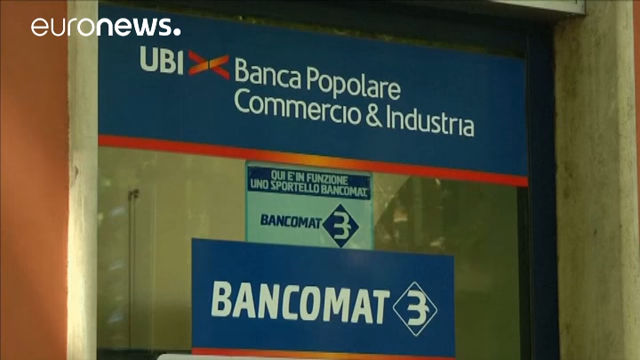 euronews.
UBI Banca Popolare
Commercio & Industria
QUI E' IN FUNZIONE
UNO SPORTELLO BANCOMAT.
BANCOMAT 3
BANCOMAT 3